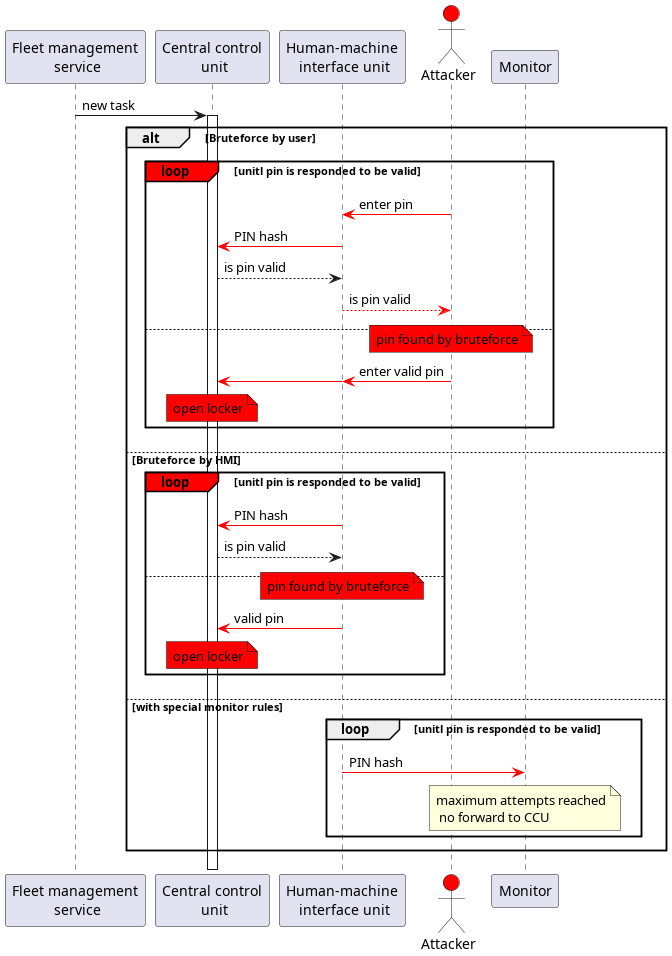 Fleet management
service
Central control
unit
Human-machine
interface unit
Attacker
Monitor
new task
alt
[Bruteforce by user]
loop
[unitl pin is responded to be valid]
enter pin
PIN hash
is pin valid
is pin valid
pin found by bruteforce
enter valid pin
open locker
[Bruteforce by HMI]
loop
[unitl pin is responded to be valid]
PIN hash
is pin valid
pin found by bruteforce
valid pin
open locker
[with special monitor rules]
loop
[unitl pin is responded to be valid]
PIN hash
maximum attempts reached
no forward to CCU
Fleet management
service
Central control
unit
Human-machine
interface unit
Attacker
Monitor